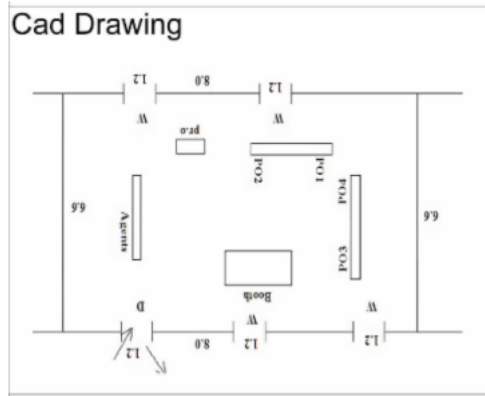 Cad Drawing
1.2 8.0 1.2
W W
pr.o
PO2 PO1
PO4
6.6 Agents 6.6
PO3
Booth
D W W
1.2 8.0 1.2 1.2